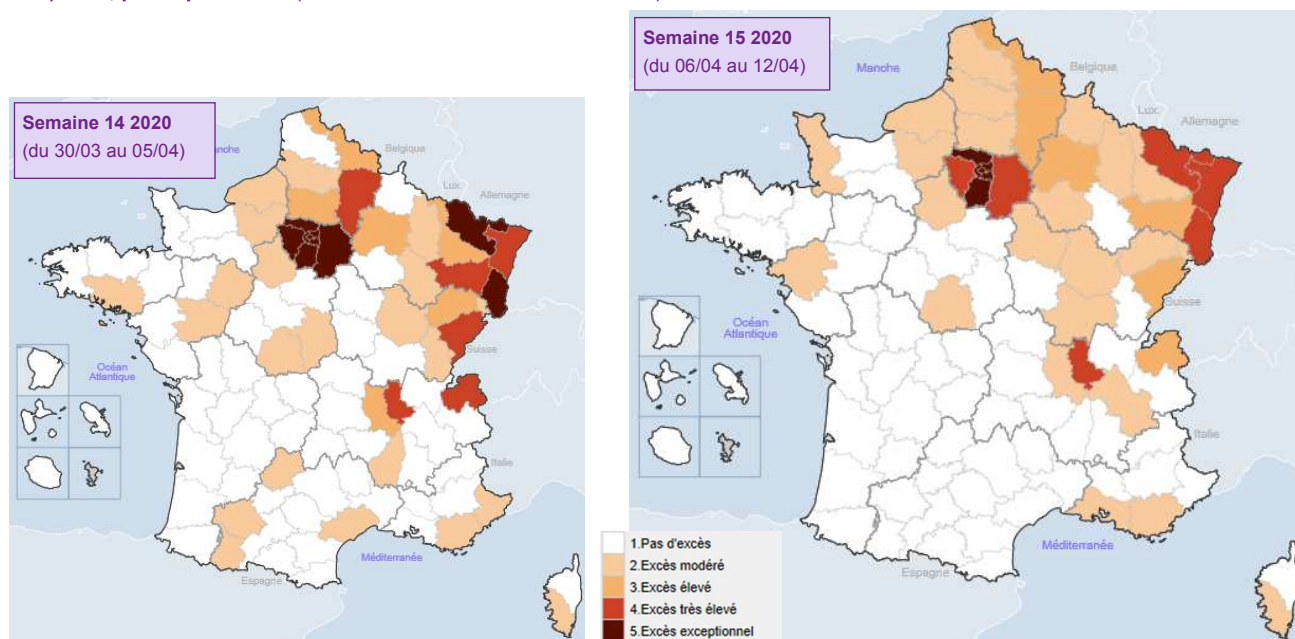 Semaine 14 2020
(du 30/03 au 05/04)
Belgique
Lux.
Allemagne
Suisse
Océan
Atlantique
Italie
Méditerranée
Espagne
Semaine 15 2020
(du 06/04 au 12/04)
Manche
Belgique
Lux.
Allemagne
Suisse
Océan
Atlantique
Italie
Méditerranée
Espagne
1.Pas d'excès
2.Excès modéré
3.Excès élevé
4.Excès très élevé
5.Excès exceptionnel